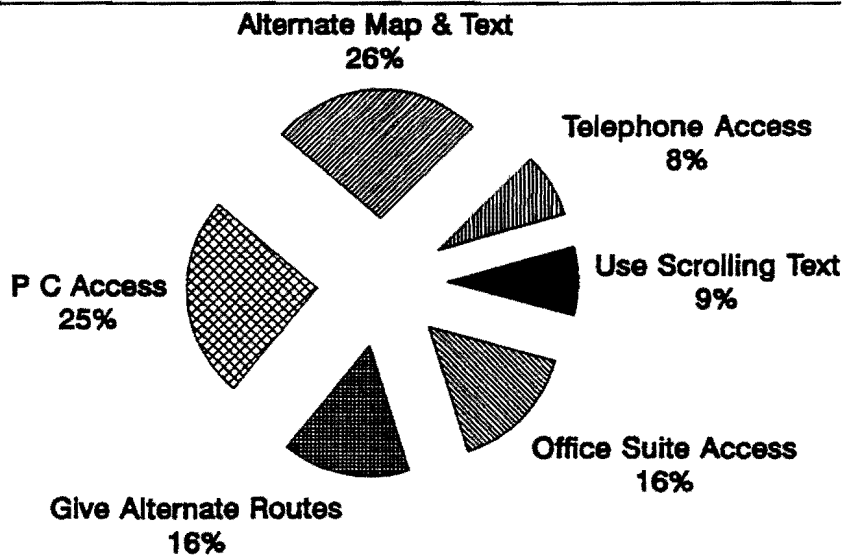 Alternate Map & Text
26%
Telephone Access
8%
Use Scrolling Text
9%
P C Access
25%
Office Suite Access
16%
Give Alternate Routes
16%